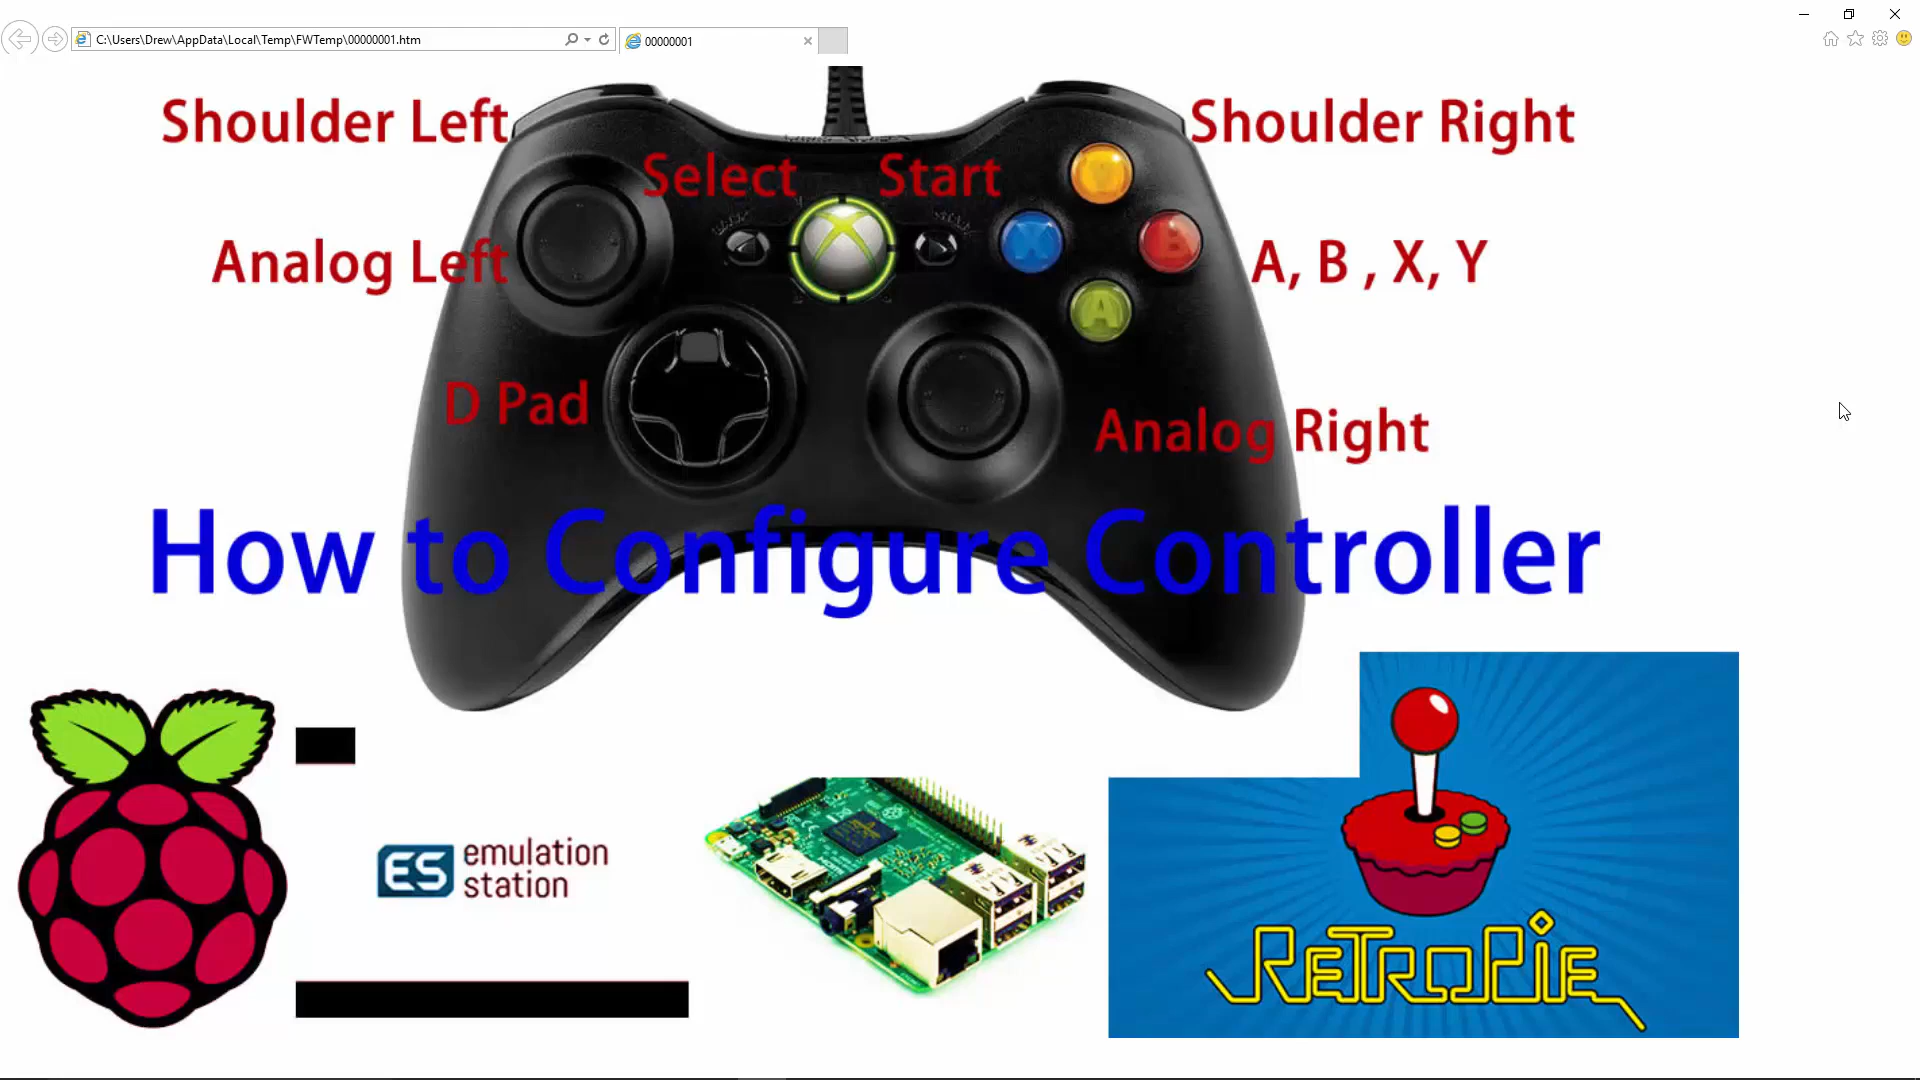 C:\Users\Drew\AppData\Local\Temp\FWTemp\00000001.htm
00000001
Shoulder Left
Shoulder Right
Select
Start
Y
X
B
A
Analog Left
A, B , X, Y
D Pad
Analog Right
How to Configure Controller
ES emulation
station
RETROPIE